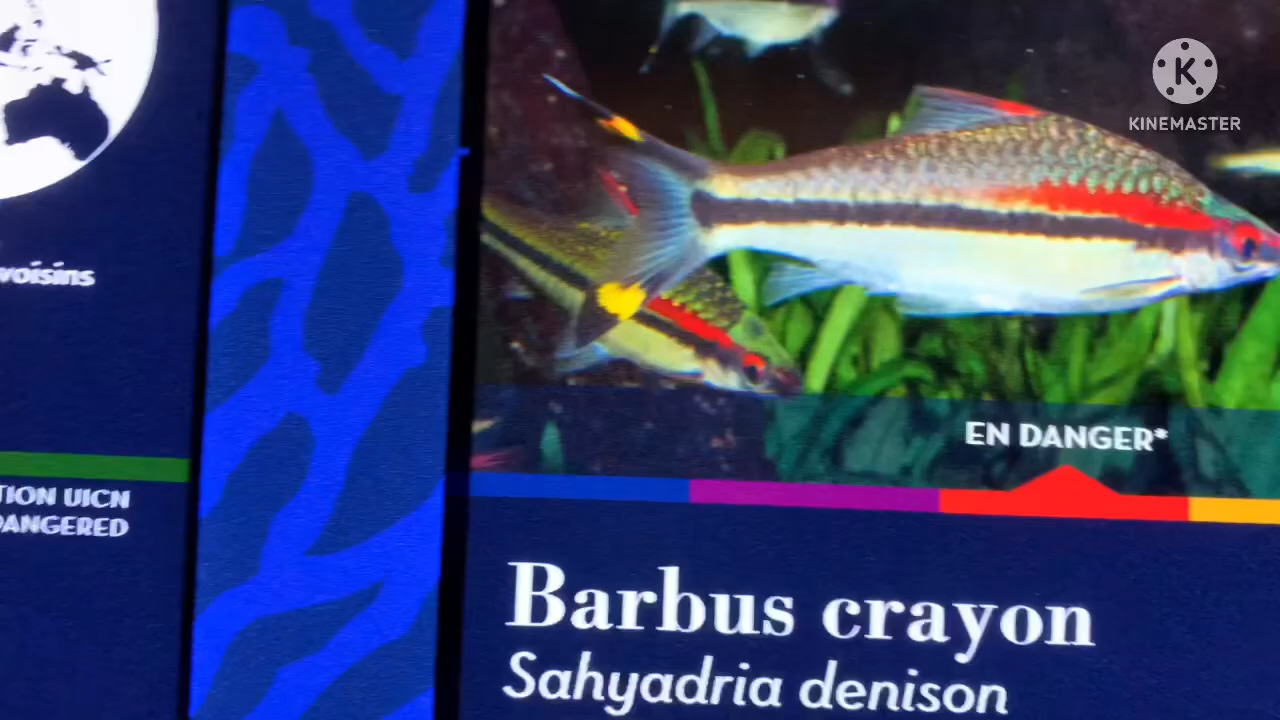 K
KINEMASTER
voisins
EN DANGER*
TION UICN
DANGERED
Barbus crayon
Sahyadria denison